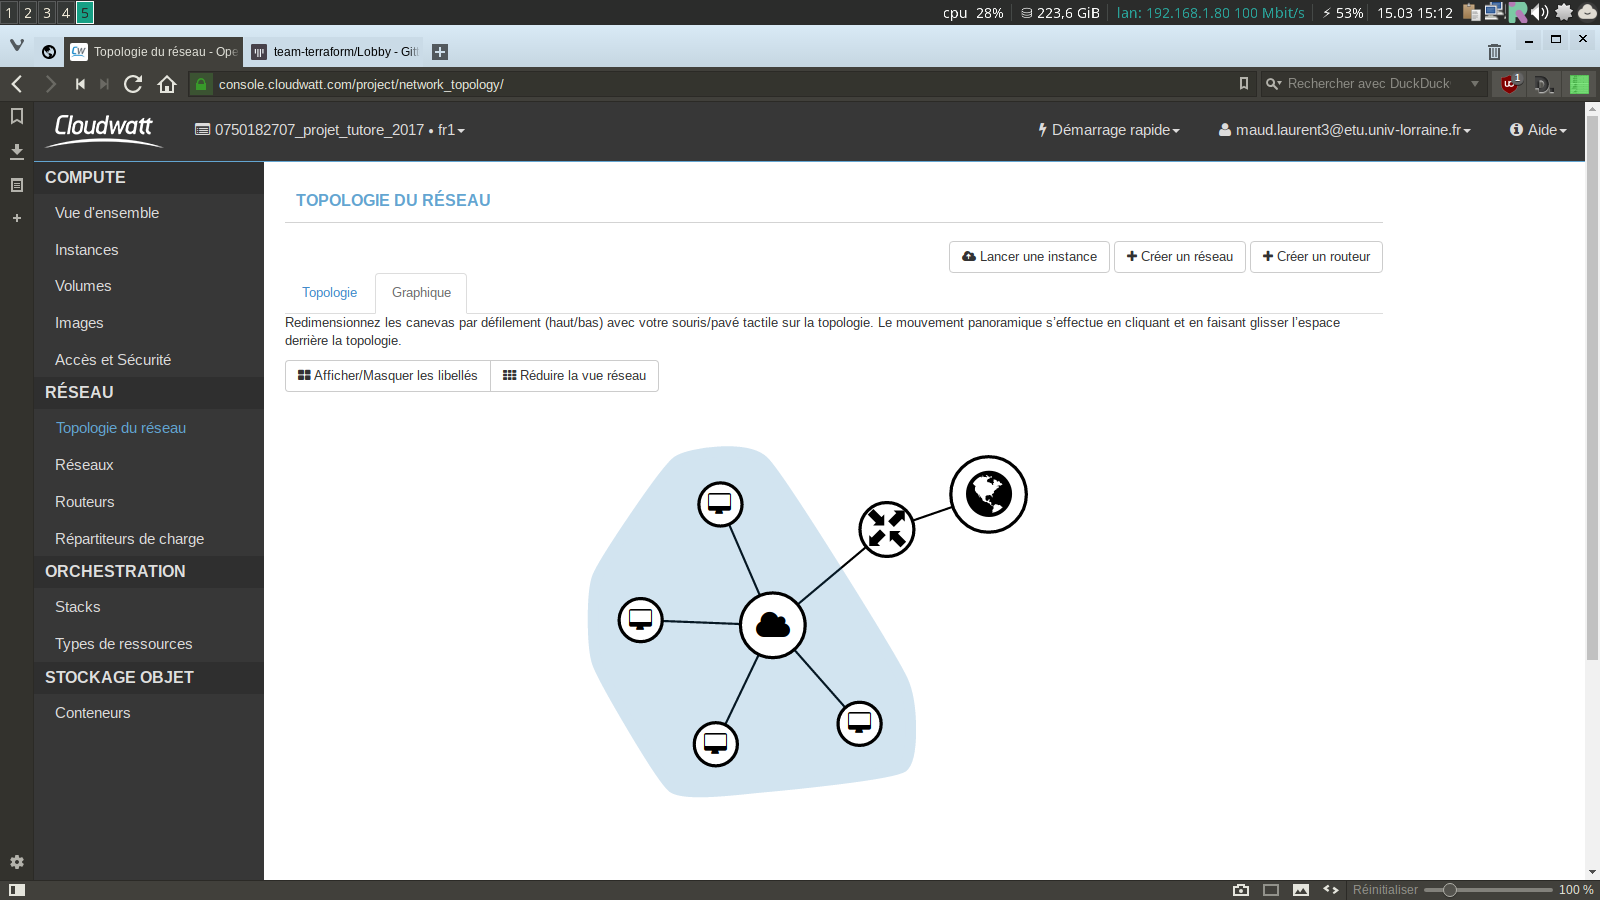 1 2 3 4 5
cpu 28% 223,6 GiB lan: 192.168.1.80 100 Mbit/s 53% 15.03 15:12
Topologie du réseau - Ope
team-terraform/Lobby - Git
console.cloudwatt.com/project/network_topology/
Rechercher avec DuckDuck
1
Cloudwatt
0750182707_projet_tutore_2017 • fr1
Démarrage rapide
maud.laurent3@etu.univ-lorraine.fr
Aide
COMPUTE
Vue d'ensemble
Instances
Volumes
Images
Accès et Sécurité
RÉSEAU
Topologie du réseau
Réseaux
Routeurs
Répartiteurs de charge
ORCHESTRATION
Stacks
Types de ressources
STOCKAGE OBJET
Conteneurs
TOPOLOGIE DU RÉSEAU
Lancer une instance
Créer un réseau
Créer un routeur
Topologie
Graphique
Redimensionnez les canevas par défilement (haut/bas) avec votre souris/pavé tactile sur la topologie. Le mouvement panoramique s’effectue en cliquant et en faisant glisser l’espace
derrière la topologie.
Afficher/Masquer les libellés
Réduire la vue réseau
Réinitialiser
100 %